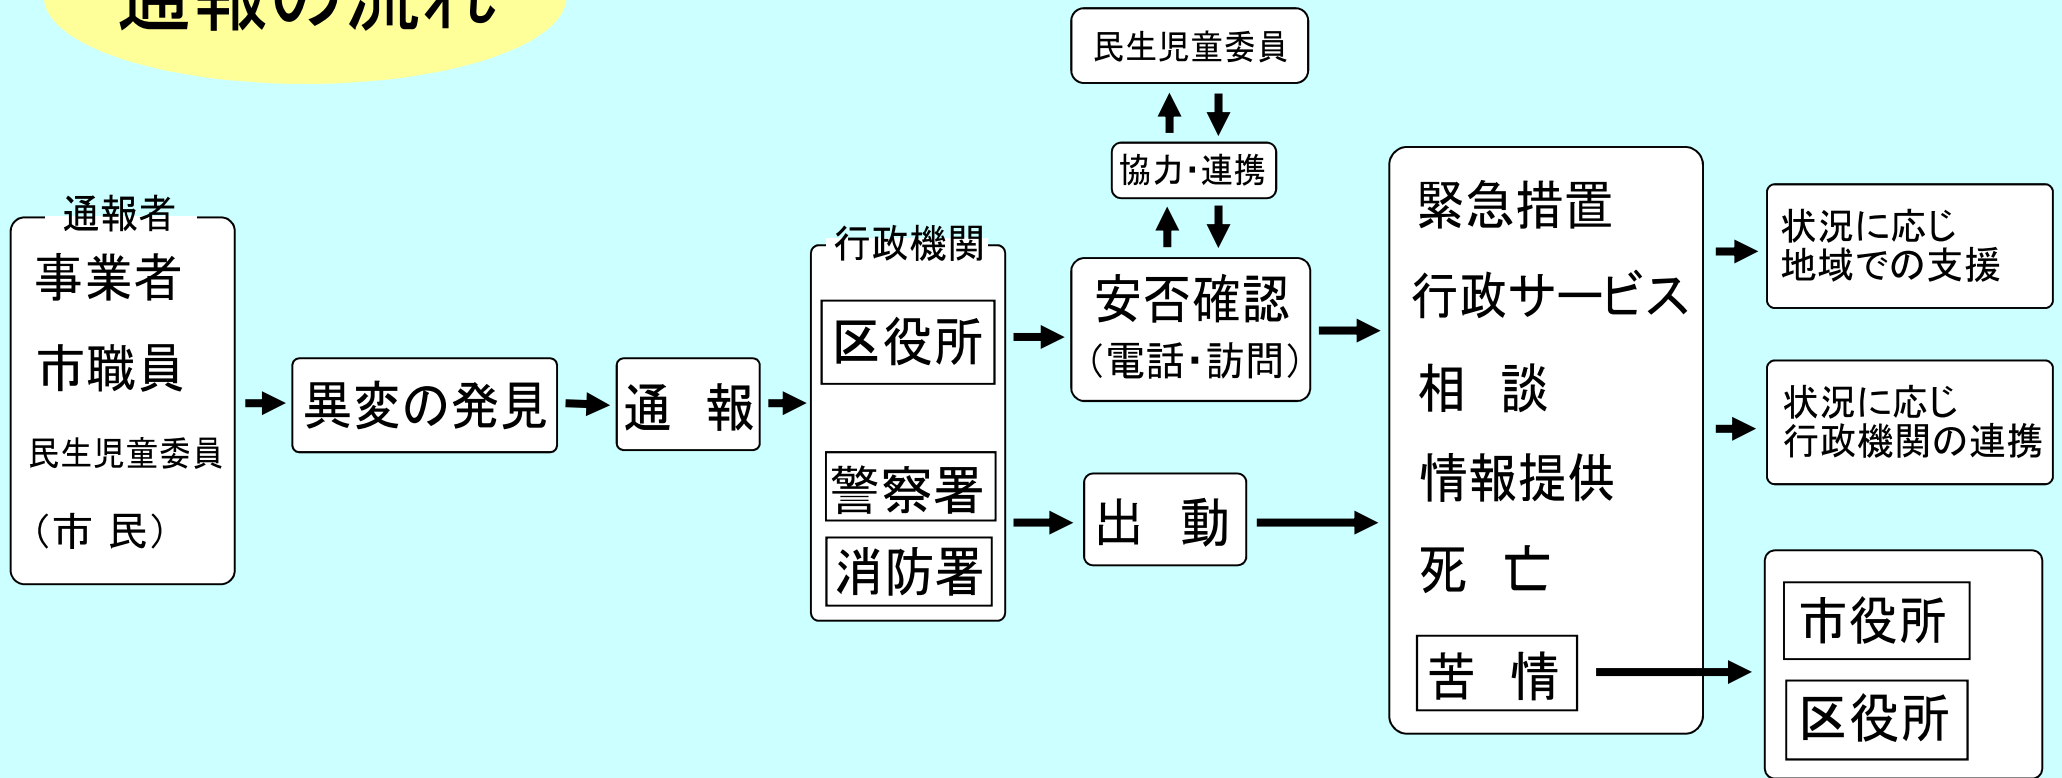 通報の流れ
通報者
事業者
市職員
民生児童委員
（市 民）
異変の発見
通 報
行政機関
区役所
警察署
消防署
民生児童委員
協力・連携
安否確認
（電話・訪問）
出 動
緊急措置
行政サービス
相 談
情報提供
死 亡
苦 情
状況に応じ
地域での支援
状況に応じ
行政機関の連携
市役所
区役所